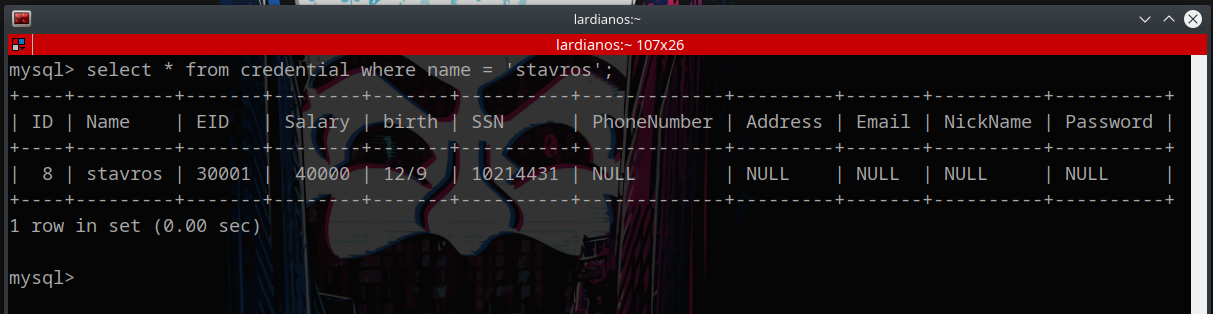 lardianos:~
lardianos:~ 107x26
mysql> select * from credential where name = 'stavros';
+----+---------+-------+--------+-------+----------+-------------+---------+-------+----------+----------+
| ID | Name    | EID   | Salary | birth | SSN      | PhoneNumber | Address | Email | NickName | Password |
+----+---------+-------+--------+-------+----------+-------------+---------+-------+----------+----------+
|  8 | stavros | 30001 |  40000 | 12/9  | 10214431 | NULL        | NULL    | NULL  | NULL     | NULL     |
+----+---------+-------+--------+-------+----------+-------------+---------+-------+----------+----------+
1 row in set (0.00 sec)
mysql>